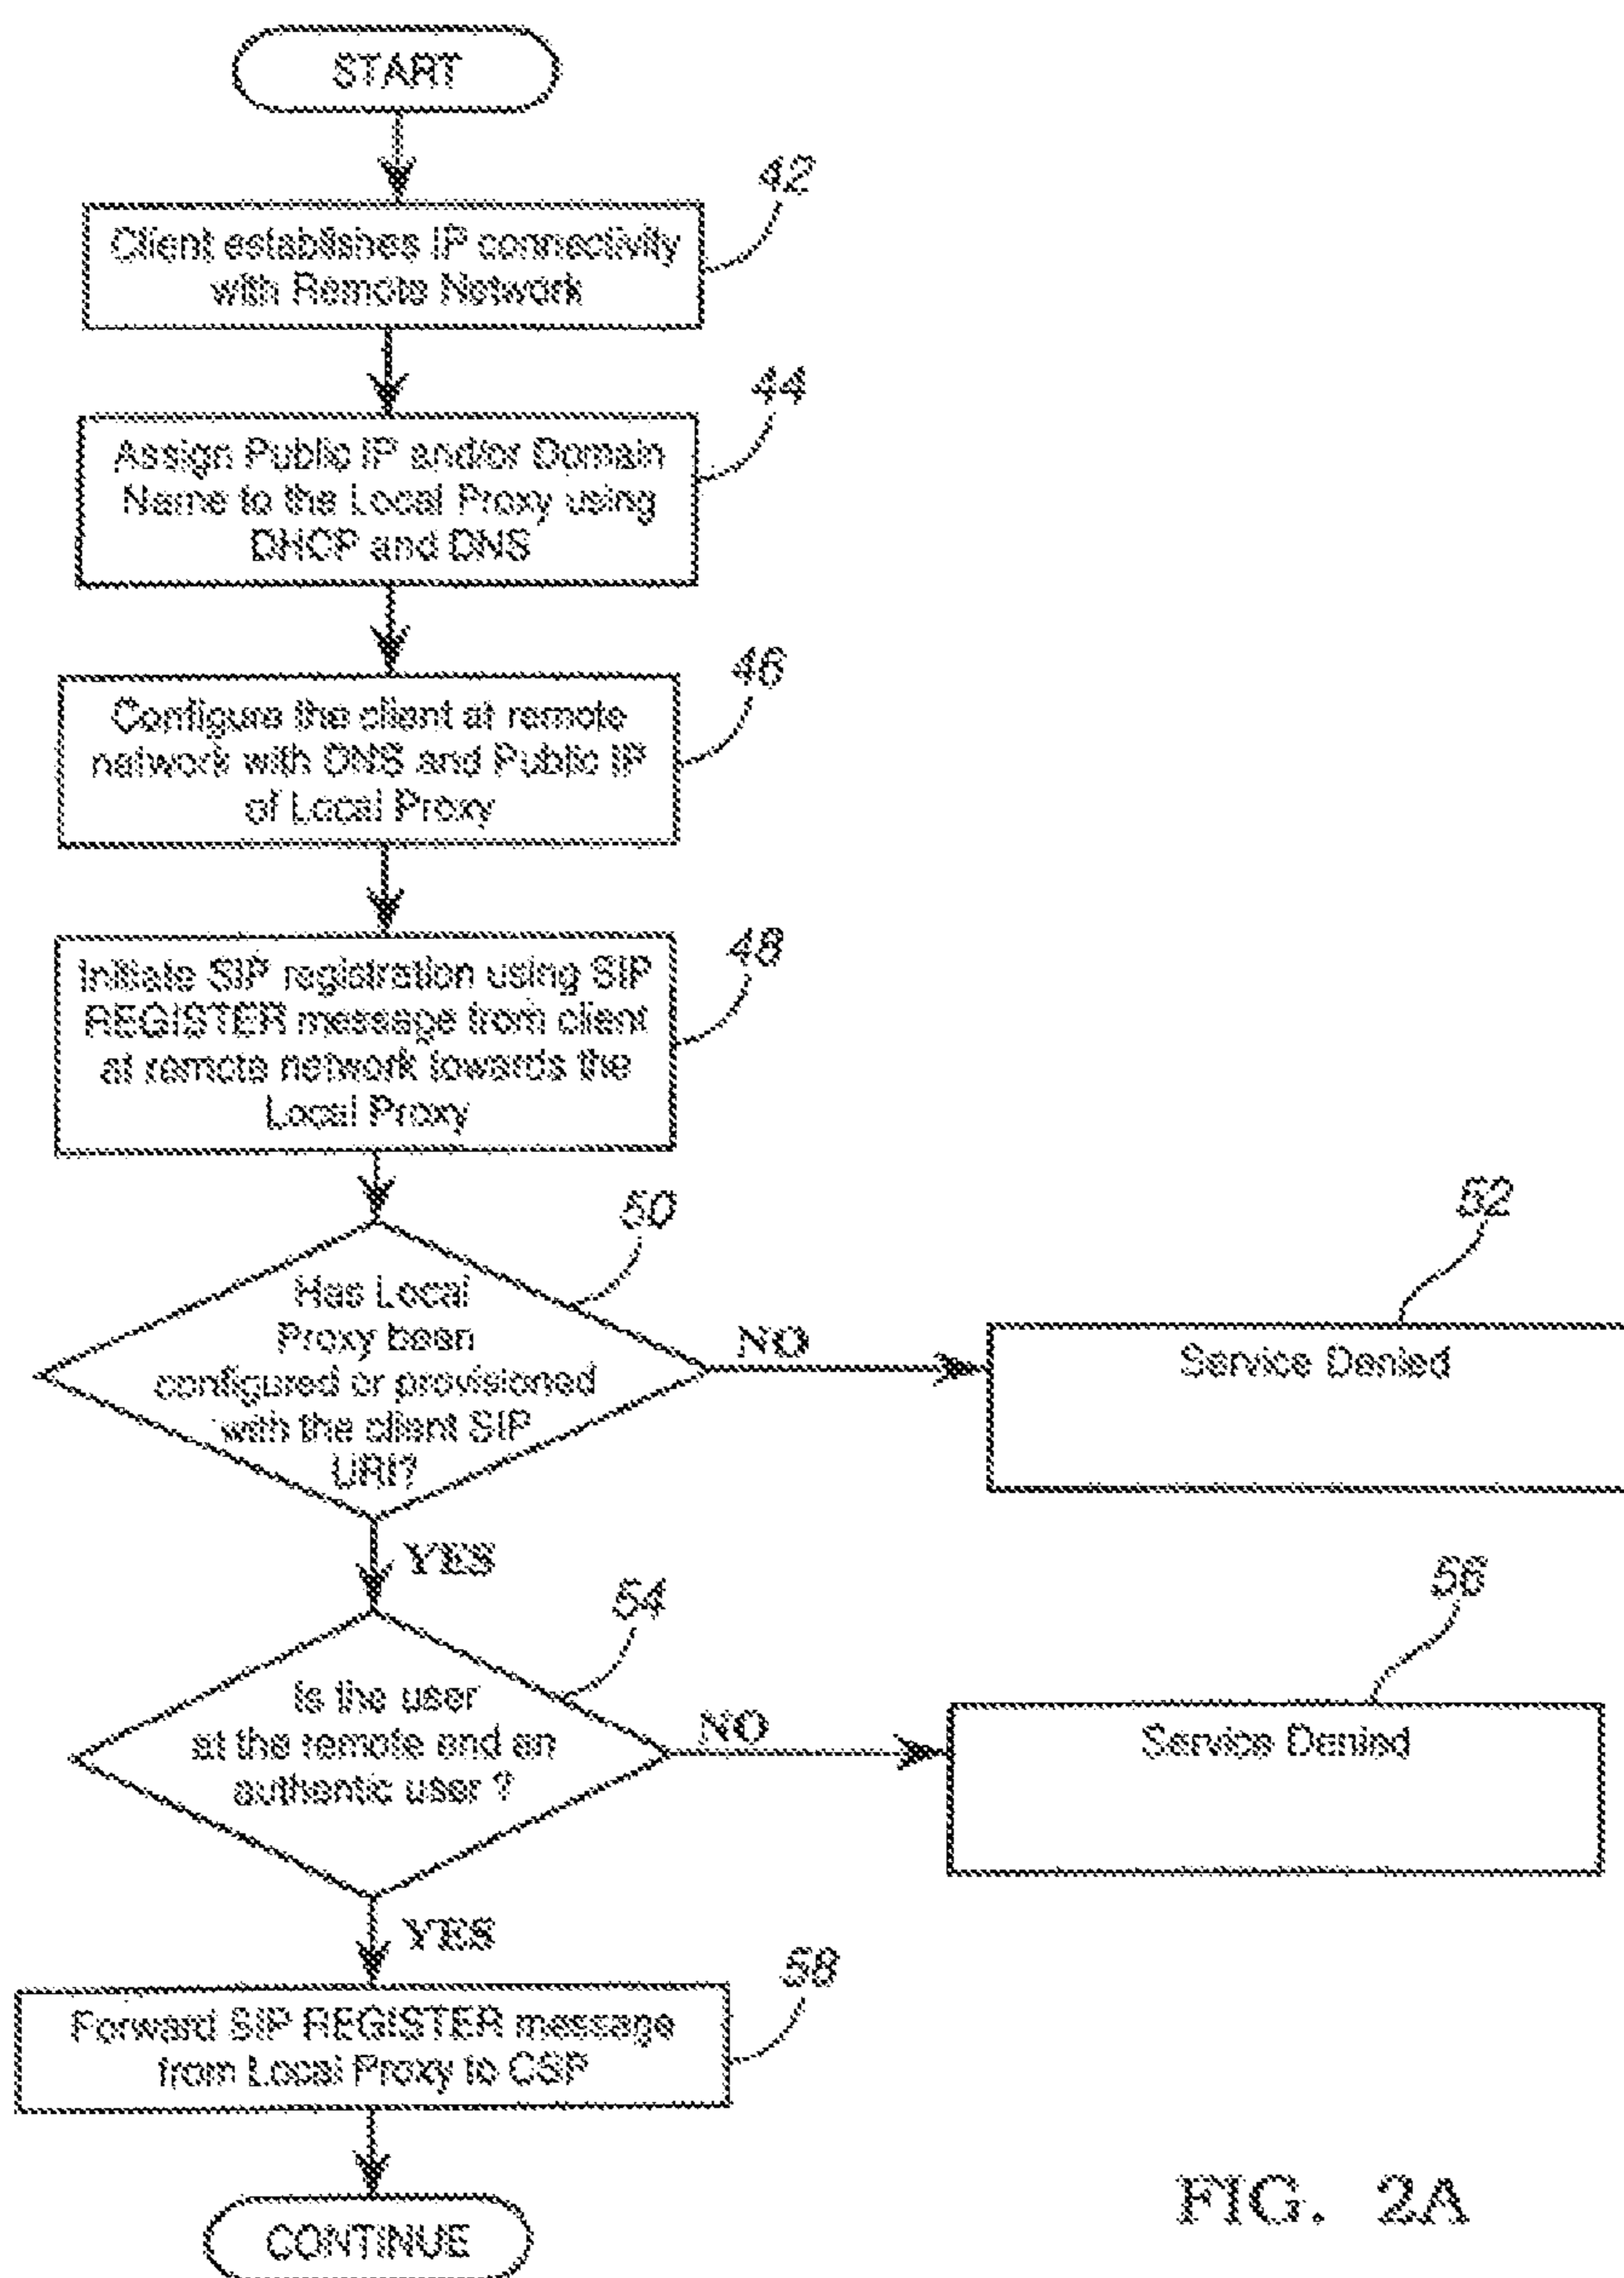 START
42
Client establishes IP connectivity
with Remote Network
44
Assign Public IP and/or Domain
Name to the Local Proxy using
DHCP and DNS
46
Configure the client at remote
network with DNS and Public IP
of Local Proxy
48
Initiate SIP registration using SIP
REGISTER message from client
at remote network towards the
Local Proxy
50
Has Local
Proxy been
configured or provisioned
with the client SIP
URI?
NO
52
Service Denied
YES
54
Is the user
at the remote end an
authentic user ?
NO
56
Service Denied
YES
58
Forward SIP REGISTER message
from Local Proxy to CSP
CONTINUE
FIG. 2A